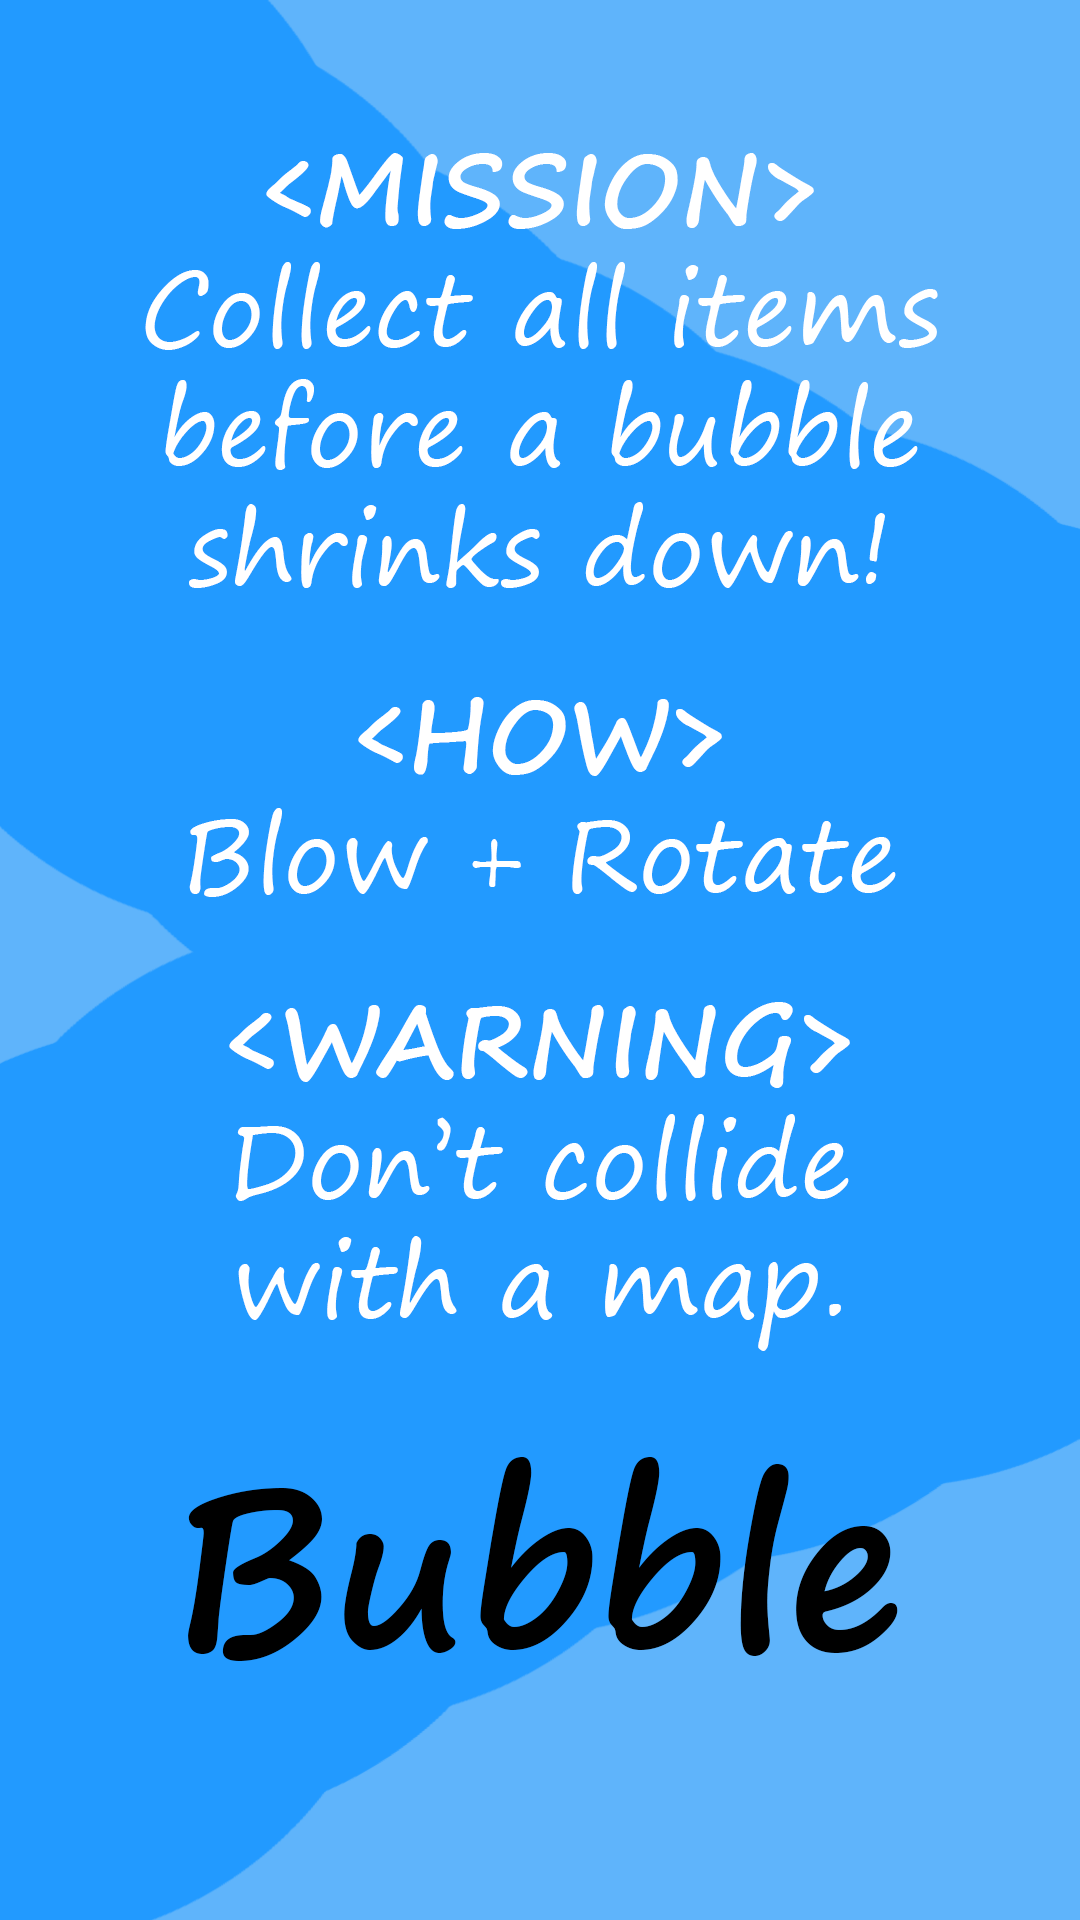 <MISSION>
Collect all items
before a bubble
shrinks down!
<HOW>
Blow + Rotate
<WARNING>
Don’t collide
with a map.
Bubble